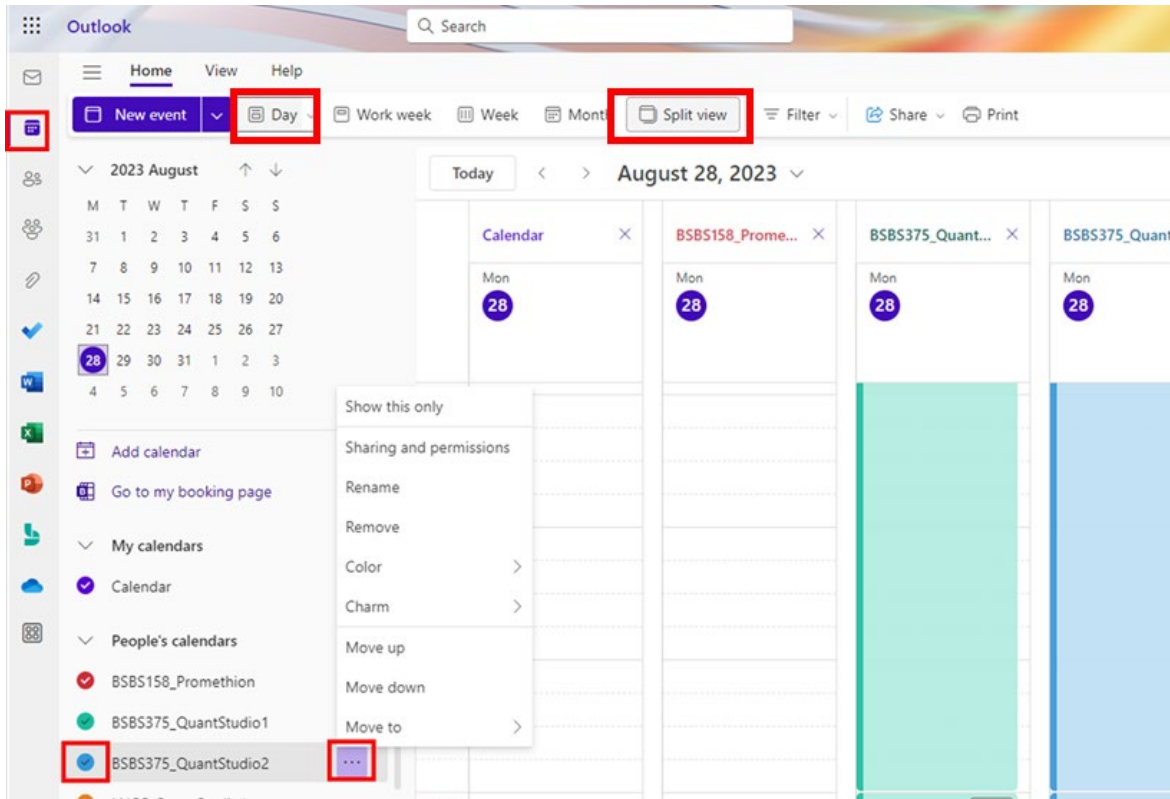 Outlook
Search
Home View Help
New event Day Work week Week Month Split view Filter Share Print
2023 August
M T W T F S S
31 1 2 3 4 5 6
7 8 9 10 11 12 13
14 15 16 17 18 19 20
21 22 23 24 25 26 27
28 29 30 31 1 2 3
4 5 6 7 8 9 10
Add calendar
Go to my booking page
My calendars
Calendar
People's calendars
BSBS158_Promethion
BSBS375_QuantStudio1
BSBS375_QuantStudio2
Show this only
Sharing and permissions
Rename
Remove
Color
Charm
Move up
Move down
Move to
Today August 28, 2023
Calendar BSBS158_Prome... BSBS375_Quant... BSBS375_Quant
Mon Mon Mon Mon
28 28 28 28